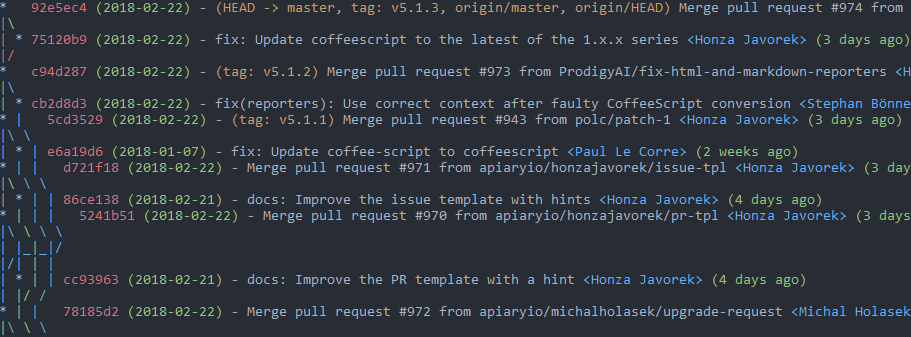 *   92e5ec4 (2018-02-22) - (HEAD -> master, tag: v5.1.3, origin/master, origin/HEAD) Merge pull request #974 from
|\
| * 75120b9 (2018-02-22) - fix: Update coffeescript to the latest of the 1.x.x series <Honza Javorek> (3 days ago)
|/
*   c94d287 (2018-02-22) - (tag: v5.1.2) Merge pull request #973 from ProdigyAI/fix-html-and-markdown-reporters <H
|\
| * cb2d8d3 (2018-02-22) - fix(reporters): Use correct context after faulty CoffeeScript conversion <Stephan Bönne
* |   5cd3529 (2018-02-22) - (tag: v5.1.1) Merge pull request #943 from polc/patch-1 <Honza Javorek> (3 days ago)
|\ \
| * | e6a19d6 (2018-01-07) - fix: Update coffee-script to coffeescript <Paul Le Corre> (2 weeks ago)
* | |   d721f18 (2018-02-22) - Merge pull request #971 from apiaryio/honzajavorek/issue-tpl <Honza Javorek> (3 day
|\ \ \
| * | | 86ce138 (2018-02-21) - docs: Improve the issue template with hints <Honza Javorek> (4 days ago)
* | | |   5241b51 (2018-02-22) - Merge pull request #970 from apiaryio/honzajavorek/pr-tpl <Honza Javorek> (3 days
|\ \ \ \
| |_|_|/
|/| | |
| * | | cc93963 (2018-02-21) - docs: Improve the PR template with a hint <Honza Javorek> (4 days ago)
| |/ /
* | |   78185d2 (2018-02-22) - Merge pull request #972 from apiaryio/michalholasek/upgrade-request <Michal Holasek
|\ \ \